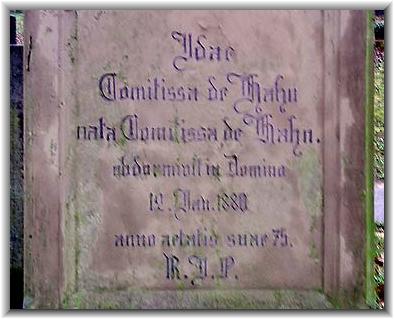 Idae
Comitissa de Hahn
nata Comitissa de Hahn.
obdormivit in Domino
12. Jan. 1880
anno aetatis suae 75.
R. I. P.